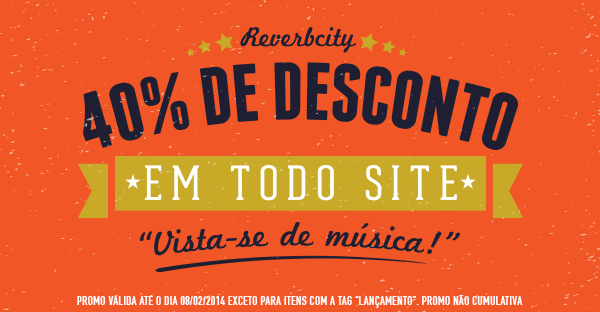 Reverbcity
40% DE DESCONTO
EM TODO SITE
"Vista-se de música!"
PROMO VÁLIDA ATÉ O DIA 08/02/2014 EXCETO PARA ITENS COM A TAG "LANÇAMENTO". PROMO NÃO CUMULATIVA